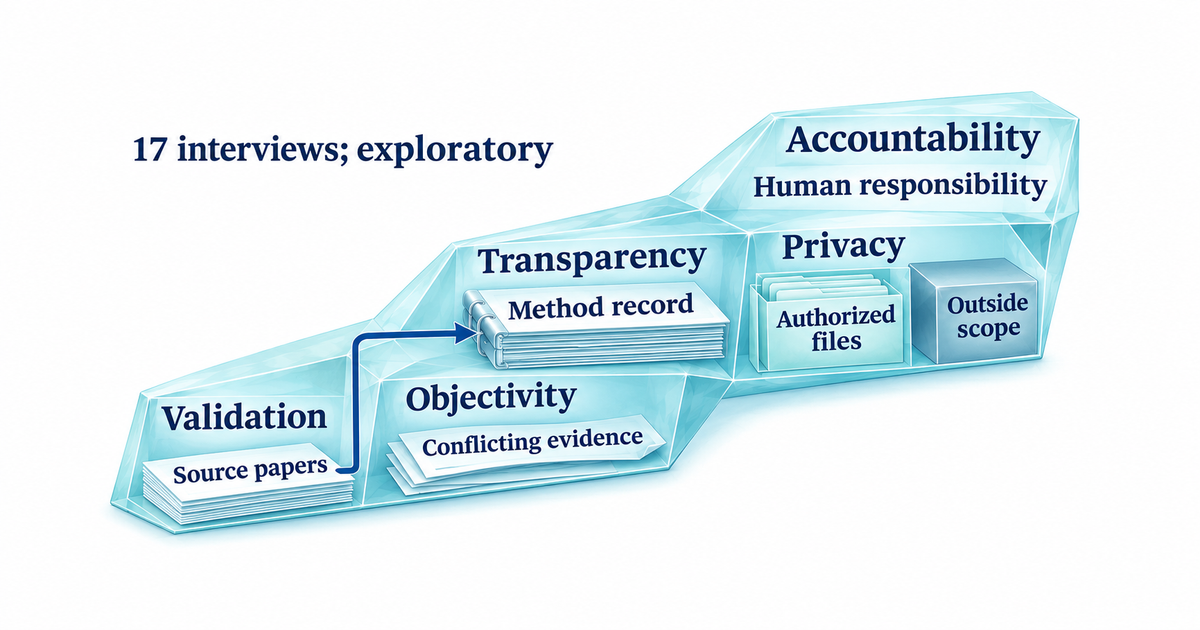 17 interviews; exploratory
Accountability
Human responsibility
Transparency
Method record
Privacy
Authorized
files
Outside
scope
Validation
Source papers
Objectivity
Conflicting evidence